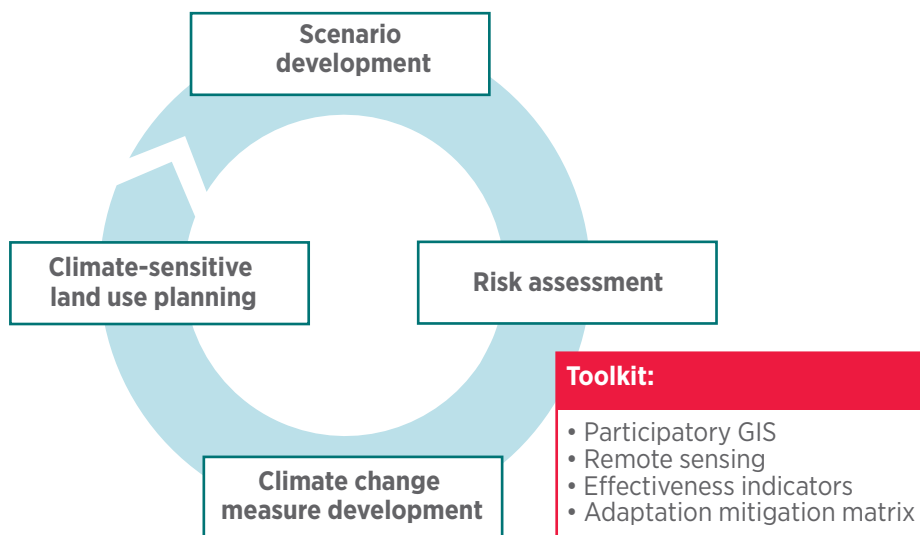 Scenario
development
Climate-sensitive
land use planning
Risk assessment
Toolkit:
• Participatory GIS
• Remote sensing
• Effectiveness indicators
• Adaptation mitigation matrix
Climate change
measure development